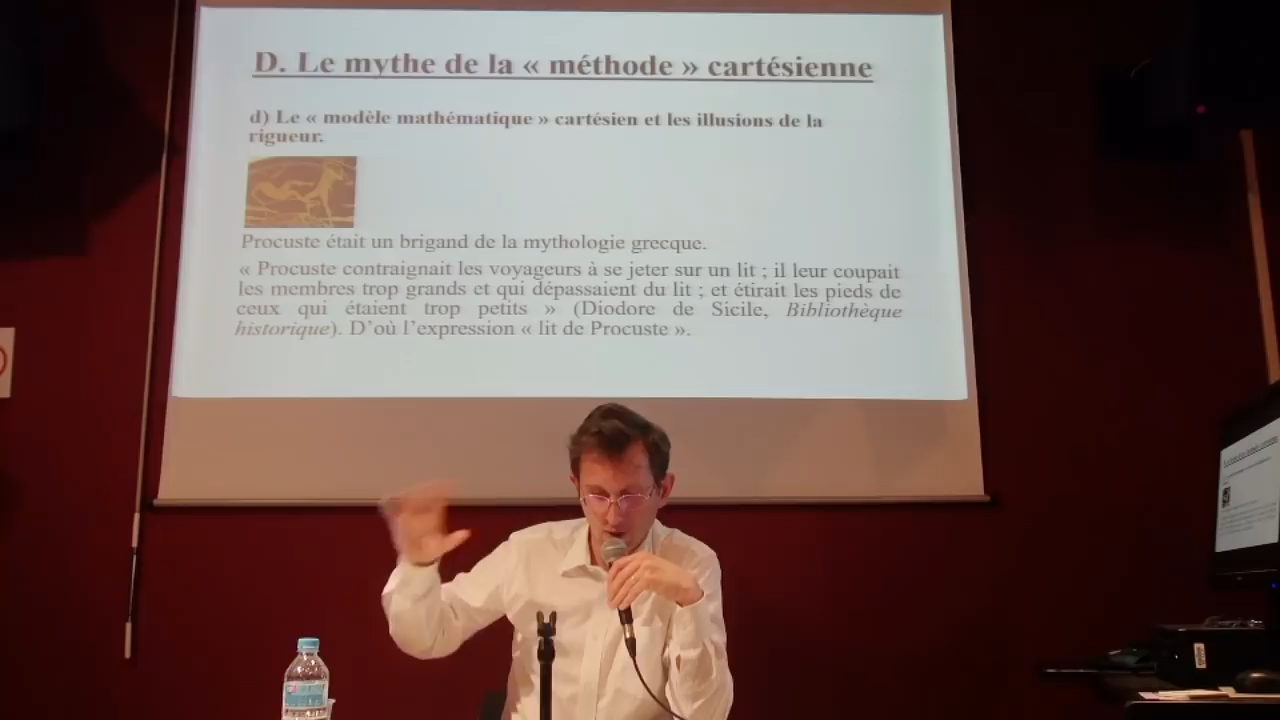 D. Le mythe de la « méthode » cartésienne
d) Le « modèle mathématique » cartésien et les illusions de la
rigueur.
Procuste était un brigand de la mythologie grecque.
« Procuste contraignait les voyageurs à se jeter sur un lit ; il leur coupait
les membres trop grands et qui dépassaient du lit ; et étirait les pieds de
ceux qui étaient trop petits » (Diodore de Sicile, Bibliothèque
historique). D’où l’expression « lit de Procuste ».